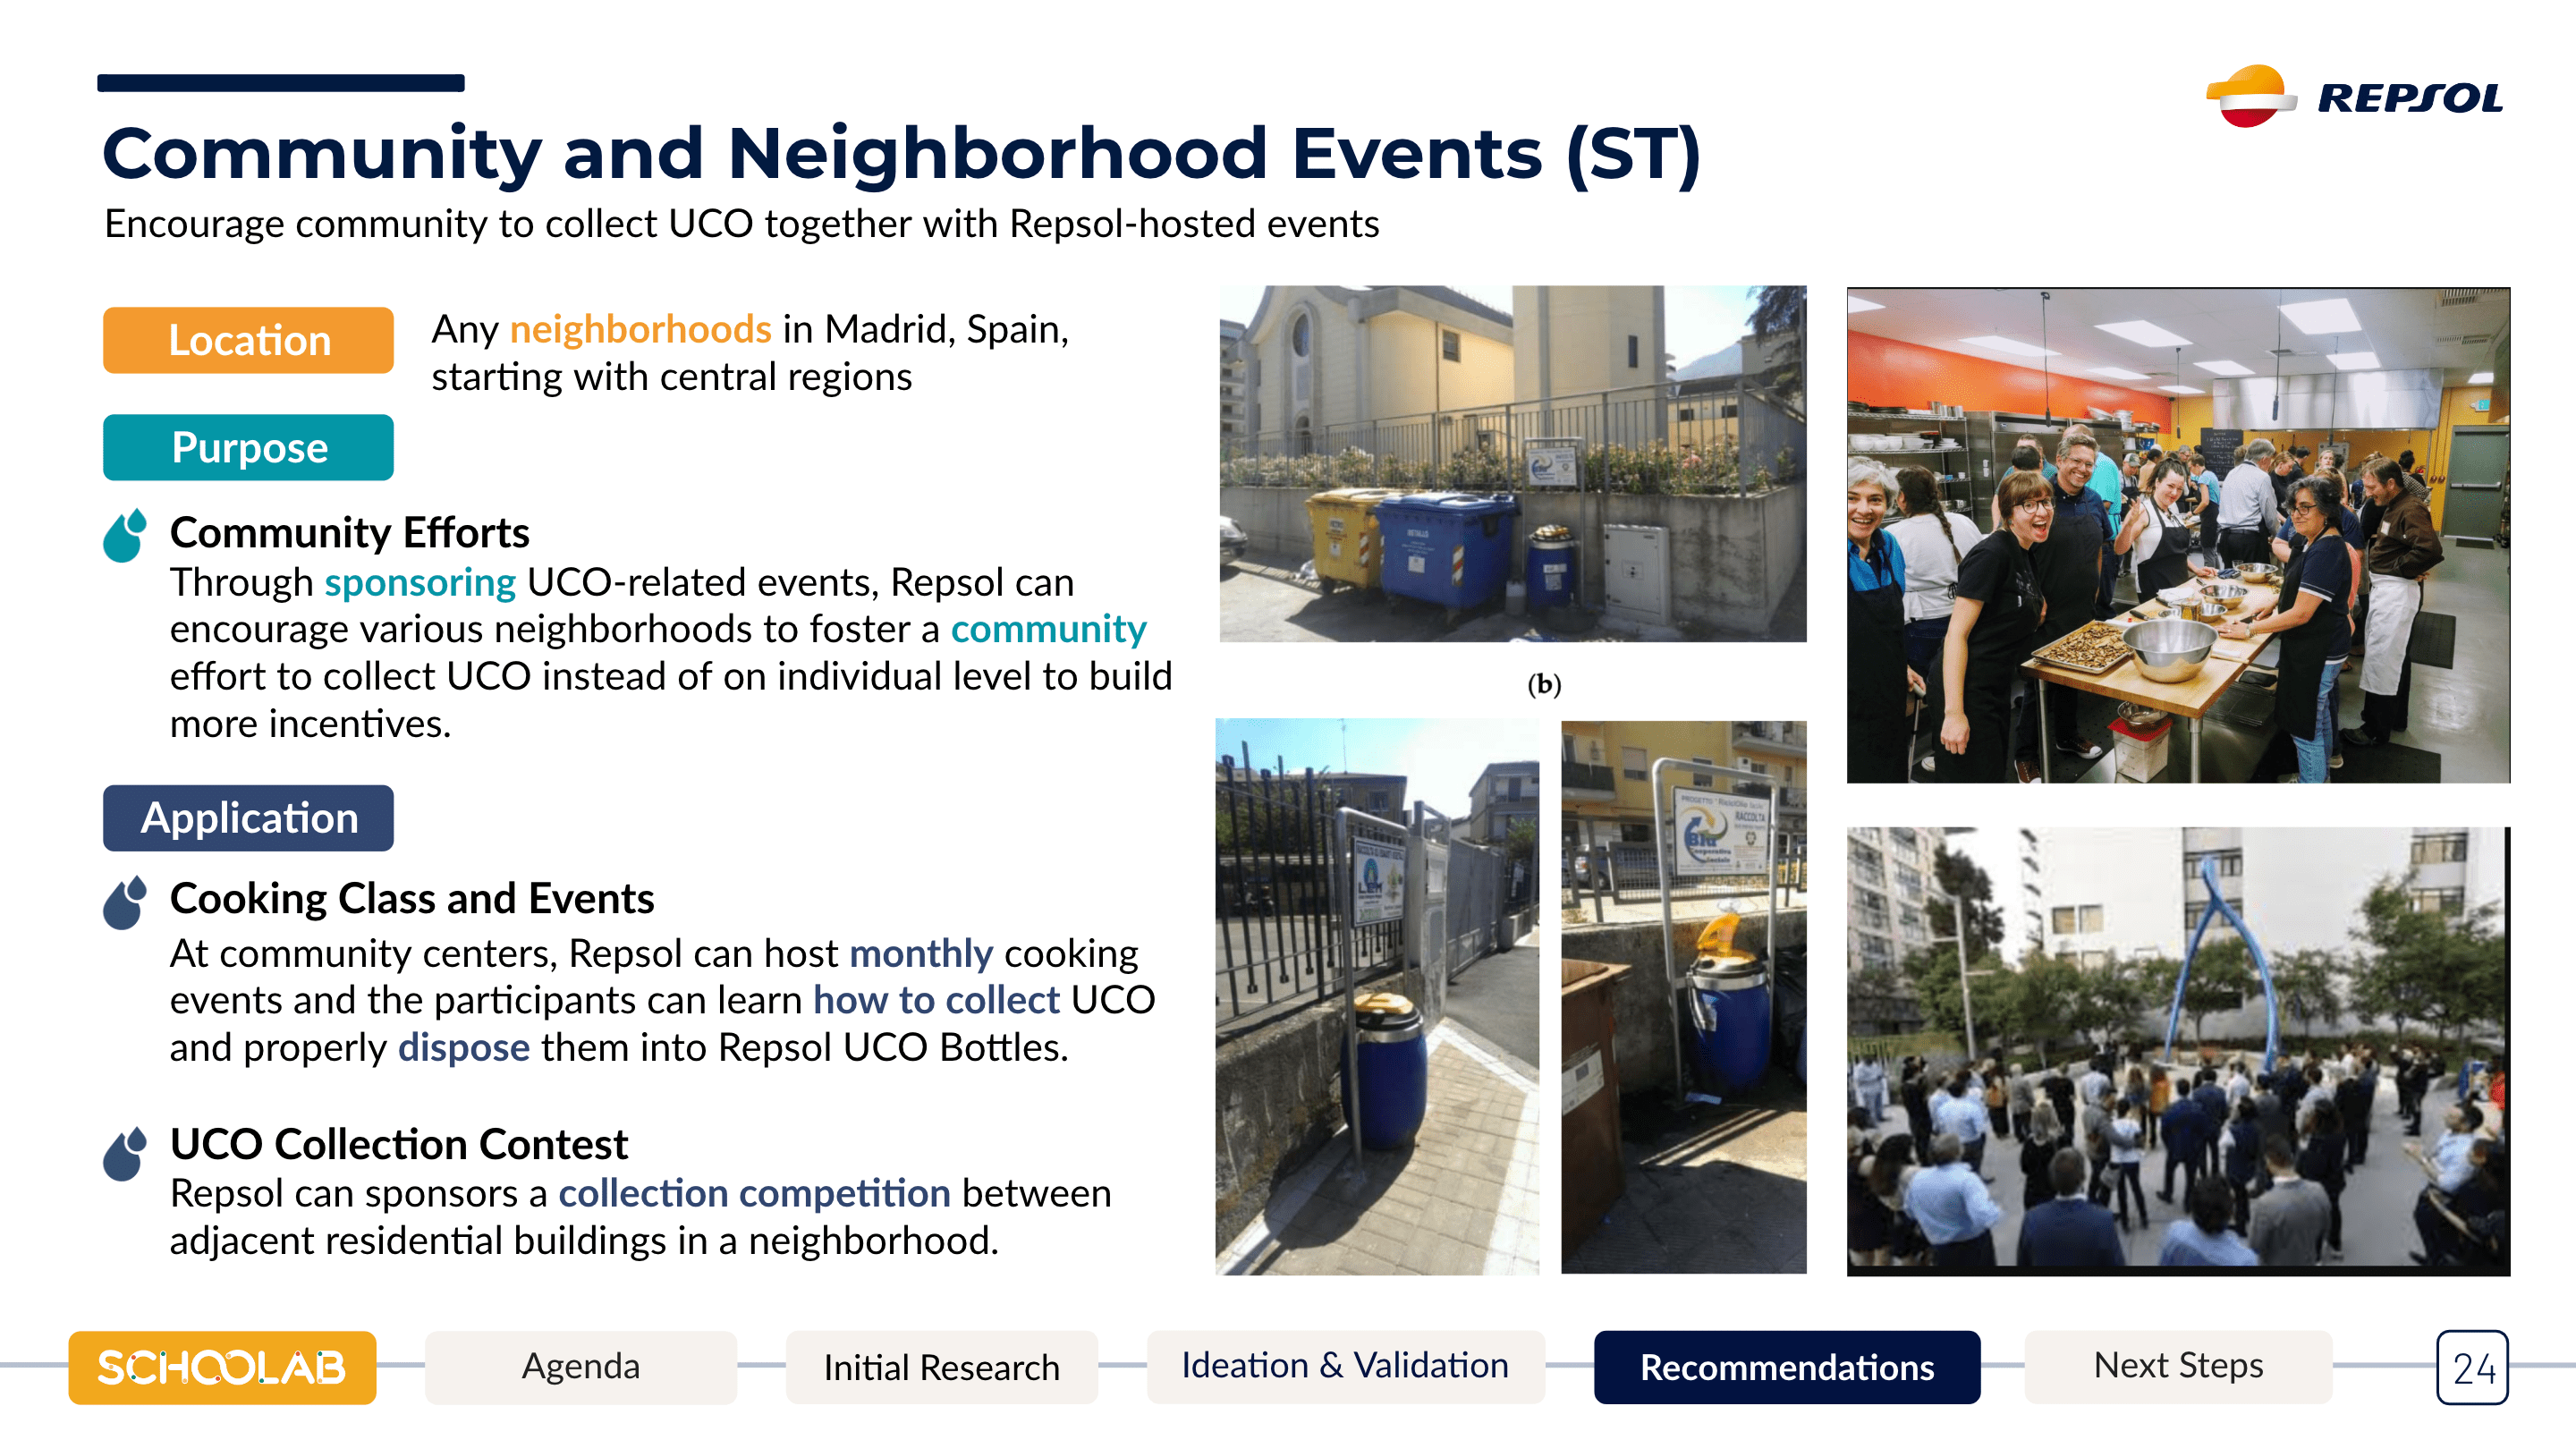 REPSOL
Community and Neighborhood Events (ST)
Encourage community to collect UCO together with Repsol-hosted events
Location
Any neighborhoods in Madrid, Spain,
starting with central regions
Purpose
Community Efforts
Through sponsoring UCO-related events, Repsol can
encourage various neighborhoods to foster a community
effort to collect UCO instead of on individual level to build
more incentives.
Application
Cooking Class and Events
At community centers, Repsol can host monthly cooking
events and the participants can learn how to collect UCO
and properly dispose them into Repsol UCO Bottles.
UCO Collection Contest
Repsol can sponsors a collection competition between
adjacent residential buildings in a neighborhood.
(b)
PROGETTO
RACCOLTA
SCHOOLAB
Agenda
Initial Research
Ideation & Validation
Recommendations
Next Steps
24